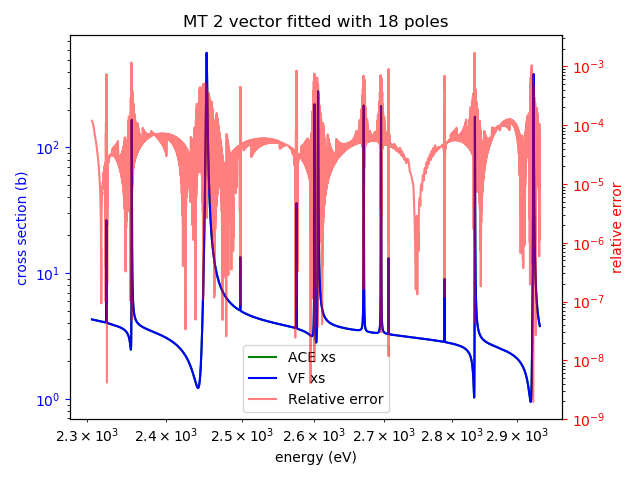 MT 2 vector fitted with 18 poles
cross section (b)
10²
10¹
10⁰
10⁻³
10⁻⁴
10⁻⁵
10⁻⁶
10⁻⁷
10⁻⁸
10⁻⁹
relative error
ACE xs
VF xs
Relative error
2.3 × 10³ 2.4 × 10³ 2.5 × 10³ 2.6 × 10³ 2.7 × 10³ 2.8 × 10³ 2.9 × 10³
energy (eV)